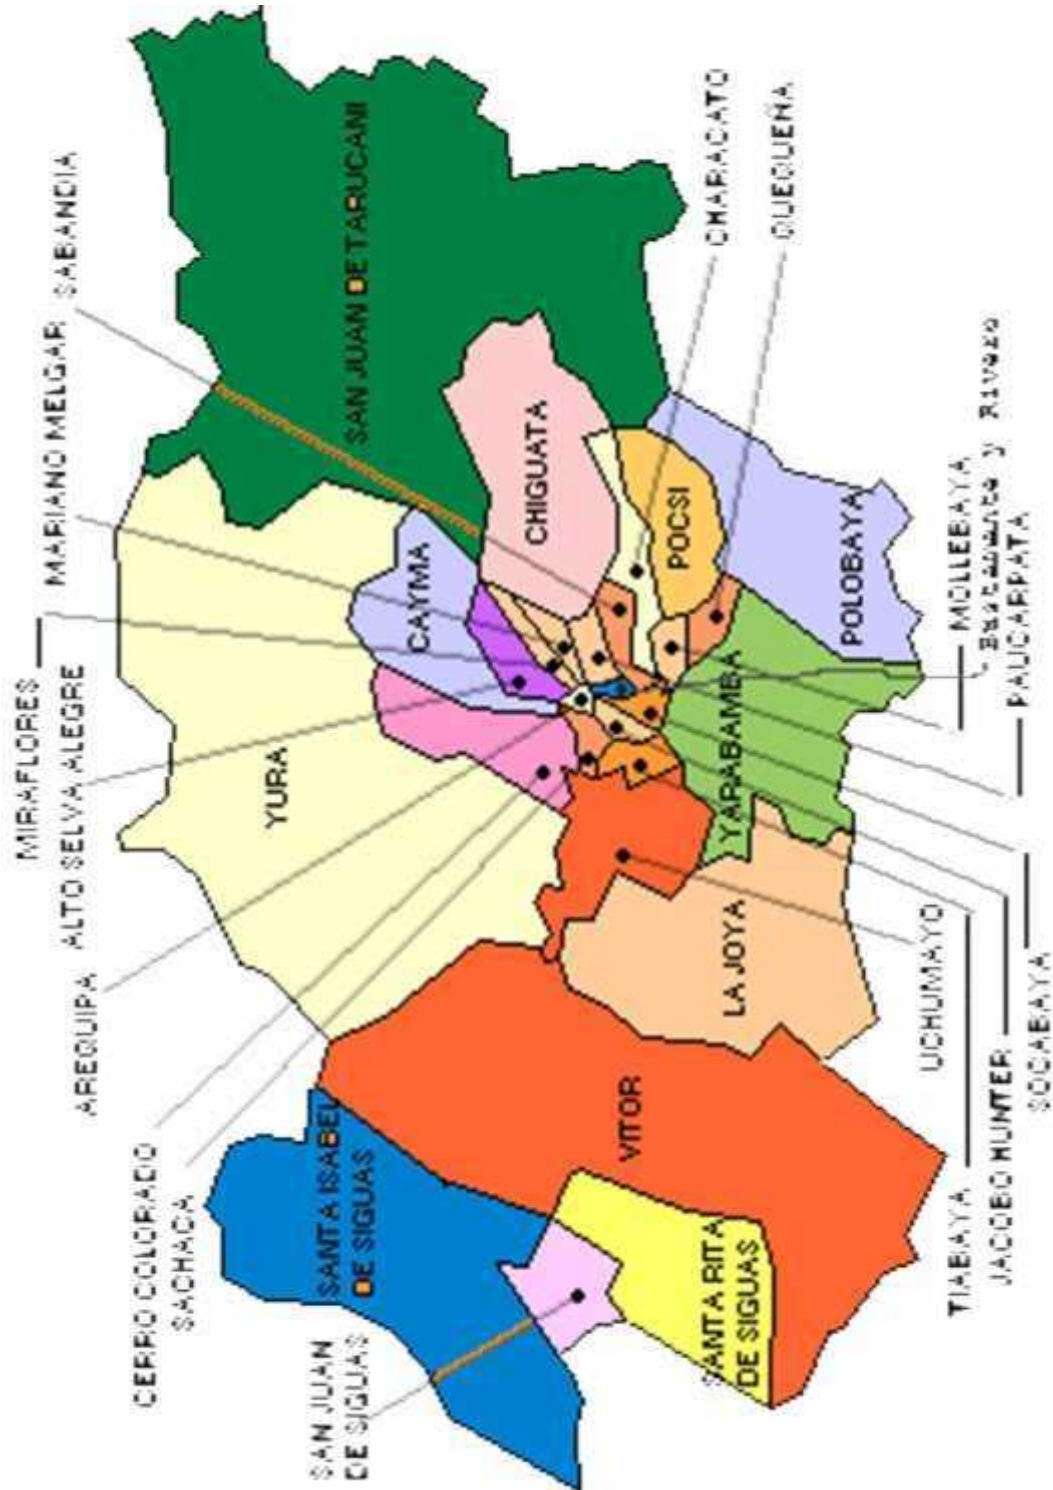 MIRAFLORES
ALTO SELVA ALEGRE
MARIANO MELGAR
SABANDIA
AREQUIPA
CERRO COLORADO
SACHACA
SAN JUAN
DE SIGUAS
SANTA ISABEL
DE SIGUAS
YURA
CAYMA
SAN JUAN DE TARUCANI
CHIGUATA
CHARACATO
QUEQUEÑA
POCSI
POLOBAYA
YARABAMBA
LA JOYA
VITOR
SANTA RITA
DE SIGUAS
MOLLEBAYA
Bustamante y Rivero
PAUCARPATA
UCHUMAYO
TIABAYA
JACOBO HUNTER
SOCABAYA